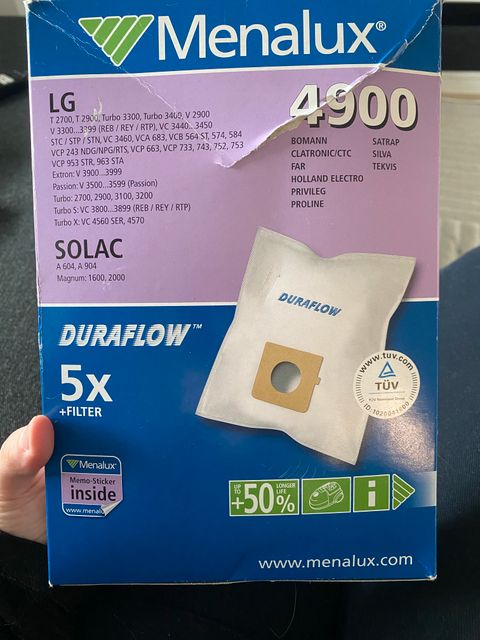 Menalux®
LG
T 2700, T 2900, Turbo 3300, Turbo 3400, V 2900
V 3300...3399 (REB / REY / RTP), VC 3440...3450
STC / STP / STN, VC 3460, VCA 683, VCB 564 ST, 574, 584
VCP 243 NDG/NPG/RTS, VCP 663, VCP 733, 743, 752, 753
VCP 953 STR, 963 STA
Extron: V 3900...3999
Passion: V 3500...3599 (Passion)
Turbo: 2700, 2900, 3100, 3200
Turbo S: VC 3800...3899 (REB / REY / RTP)
Turbo X: VC 4560 SER, 4570
SOLAC
A 604, A 904
Magnum: 1600, 2000
4900
BOMANN
CLATRONIC/CTC
FAR
HOLLAND ELECTRO
PRIVILEG
PROLINE
SATRAP
SILVA
TEKVIS
DURAFLOW
DURAFLOW™
5x
+FILTER
www.tuv.com
TÜV
TÜV Rheinland Group
Menalux®
Memo-Sticker
inside
UP TO
+50%
LONGER LIFE
i
www.menalux.com